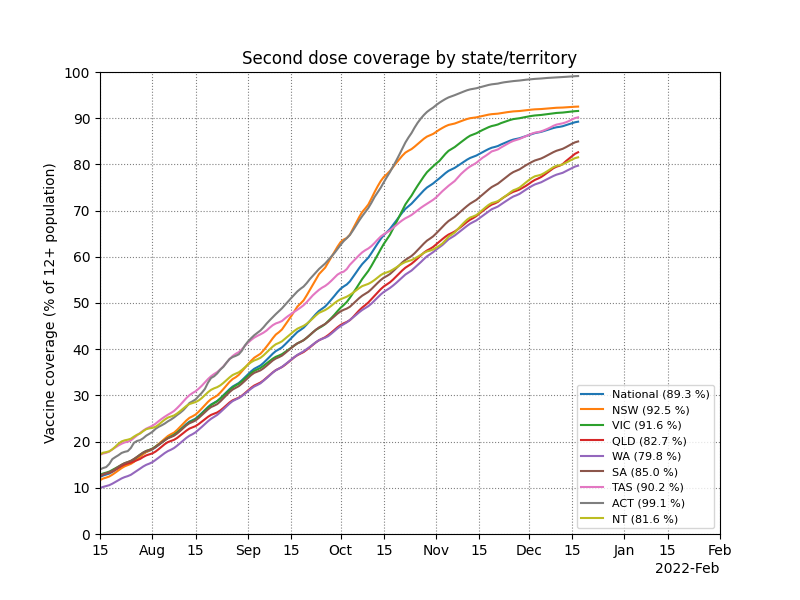 Second dose coverage by state/territory
Vaccine coverage (% of 12+ population)
100
90
80
70
60
50
40
30
20
10
0
National (89.3 %)
NSW (92.5 %)
VIC (91.6 %)
QLD (82.7 %)
WA (79.8 %)
SA (85.0 %)
TAS (90.2 %)
ACT (99.1 %)
NT (81.6 %)
15 Aug 15 Sep 15 Oct 15 Nov 15 Dec 15 Jan 15 Feb
2022-Feb